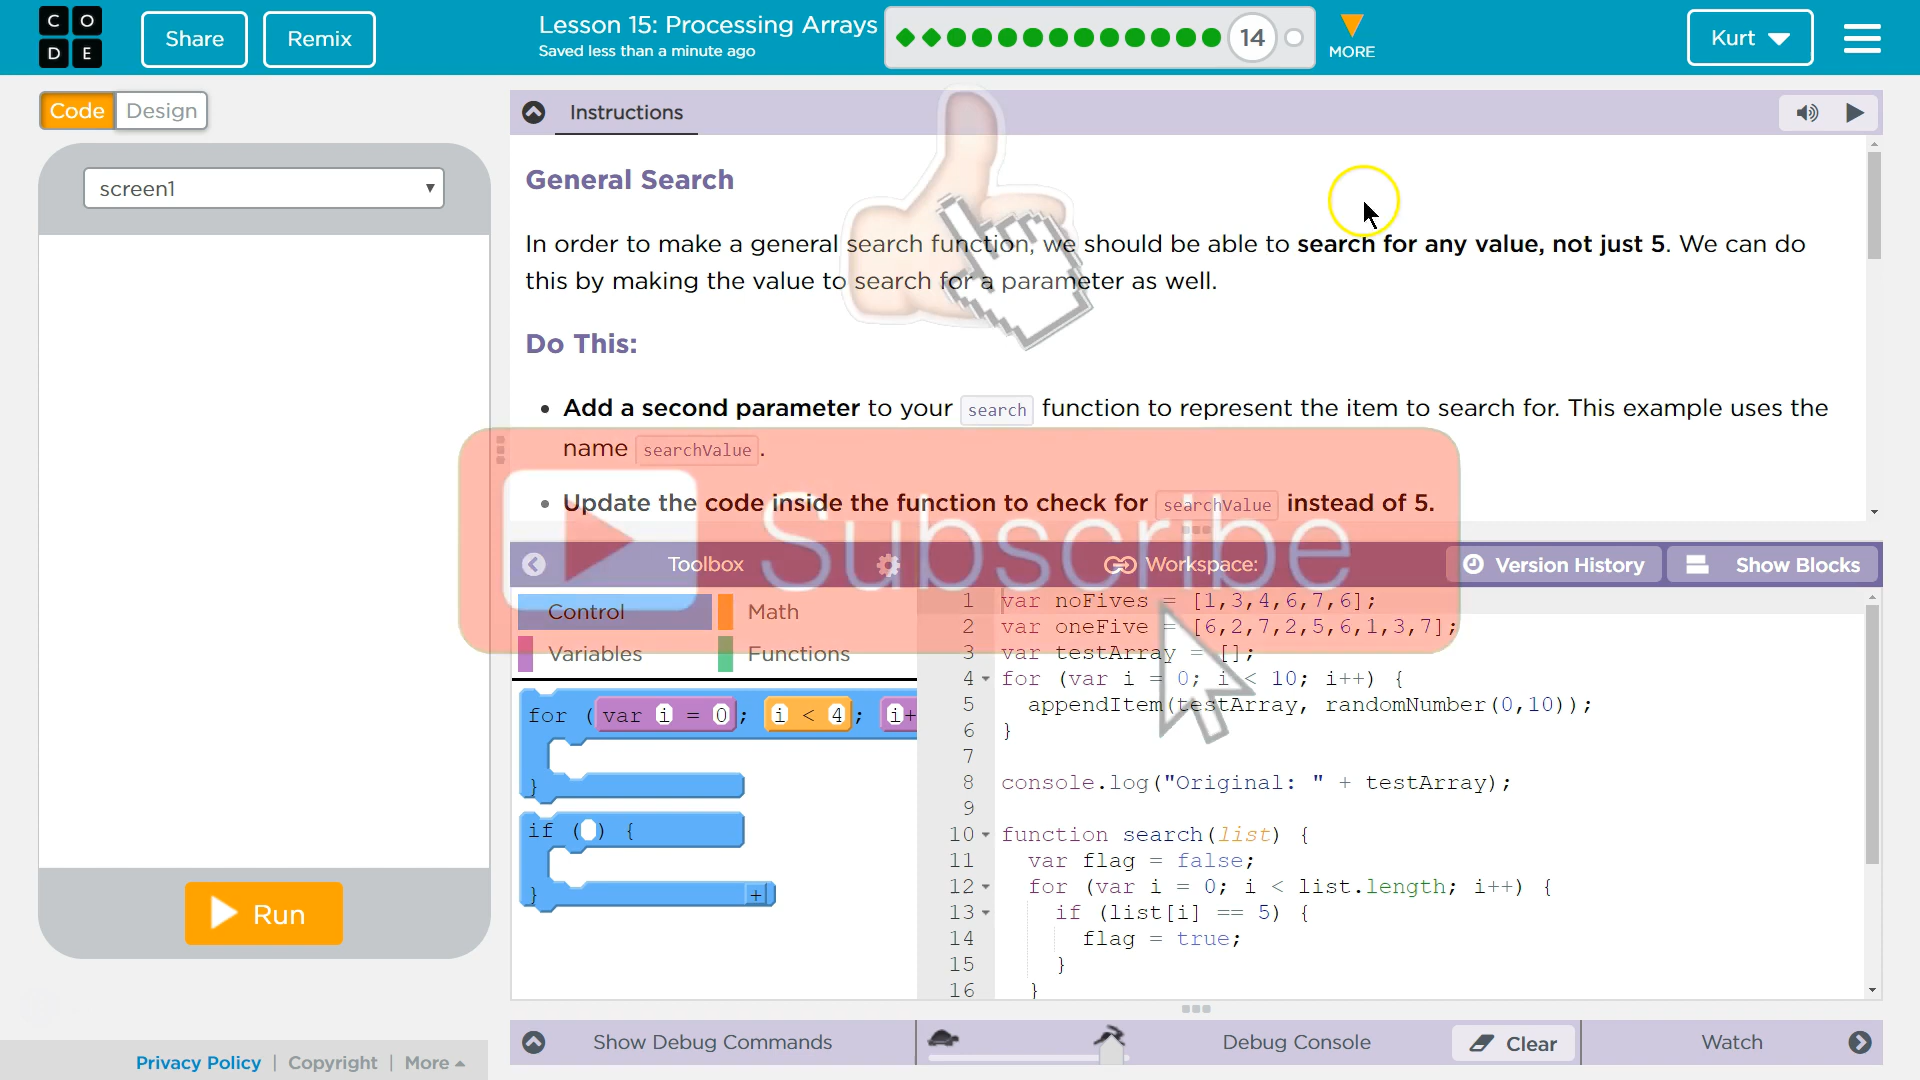 CODE
Share
Remix
Lesson 15: Processing Arrays
Saved less than a minute ago
14
MORE
Kurt
Code
Design
Instructions
screen1
General Search
In order to make a general search function, we should be able to search for any value, not just 5. We can do
this by making the value to search for a parameter as well.
Do This:
Add a second parameter to your search function to represent the item to search for. This example uses the
name searchValue.
Update the code inside the function to check for searchValue instead of 5.
Subscribe
Toolbox
Workspace:
Version History
Show Blocks
Control
Math
Variables
Functions
for (var i = 0; i < 4; i+
}
if () {
}
+
1 var noFives = [1,3,4,6,7,6];
2 var oneFive = [6,2,7,2,5,6,1,3,7];
3 var testArray = [];
4 for (var i = 0; i < 10; i++) {
5 appendItem(testArray, randomNumber(0,10));
6 }
7
8 console.log("Original: " + testArray);
9
10 function search(list) {
11 var flag = false;
12 for (var i = 0; i < list.length; i++) {
13 if (list[i] == 5) {
14 flag = true;
15 }
16 }
Run
Show Debug Commands
Debug Console
Clear
Watch
Privacy Policy | Copyright | More